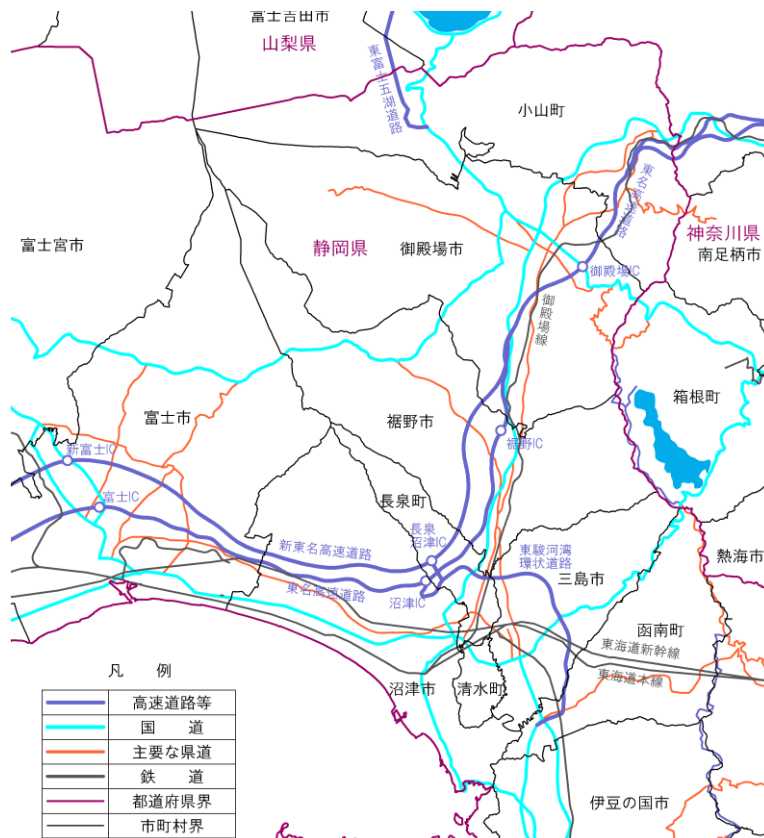 富士吉田市
山梨県
東富士五湖道路
小山町
東名高速道路
神奈川県
南足柄市
富士宮市
静岡県
御殿場市
御殿場IC
御殿場線
箱根町
富士市
裾野市
裾野IC
新富士IC
富士IC
長泉町
長泉
沼津IC
新東名高速道路
東駿河湾
環状道路
三島市
熱海市
東名高速道路
沼津IC
函南町
東海道新幹線
東海道本線
沼津市
清水町
伊豆の国市
凡 例
高速道路等
国 道
主要な県道
鉄 道
都道府県界
市町村界